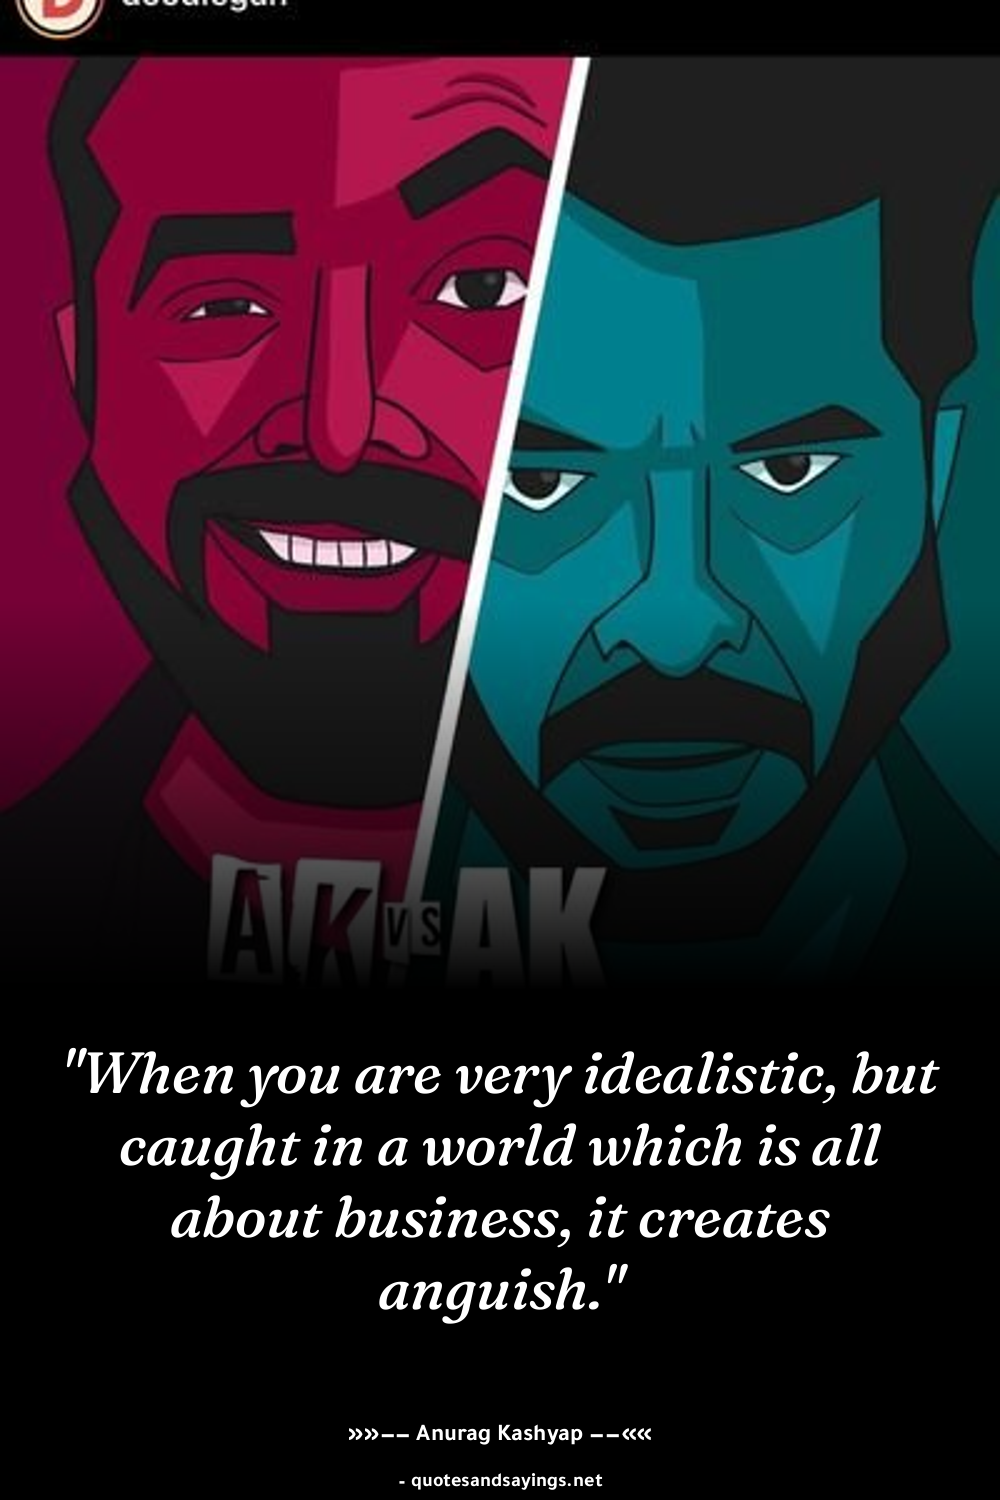 AK VS AK
"When you are very idealistic, but
caught in a world which is all
about business, it creates
anguish."
»»–– Anurag Kashyap ––««
- quotesandsayings.net